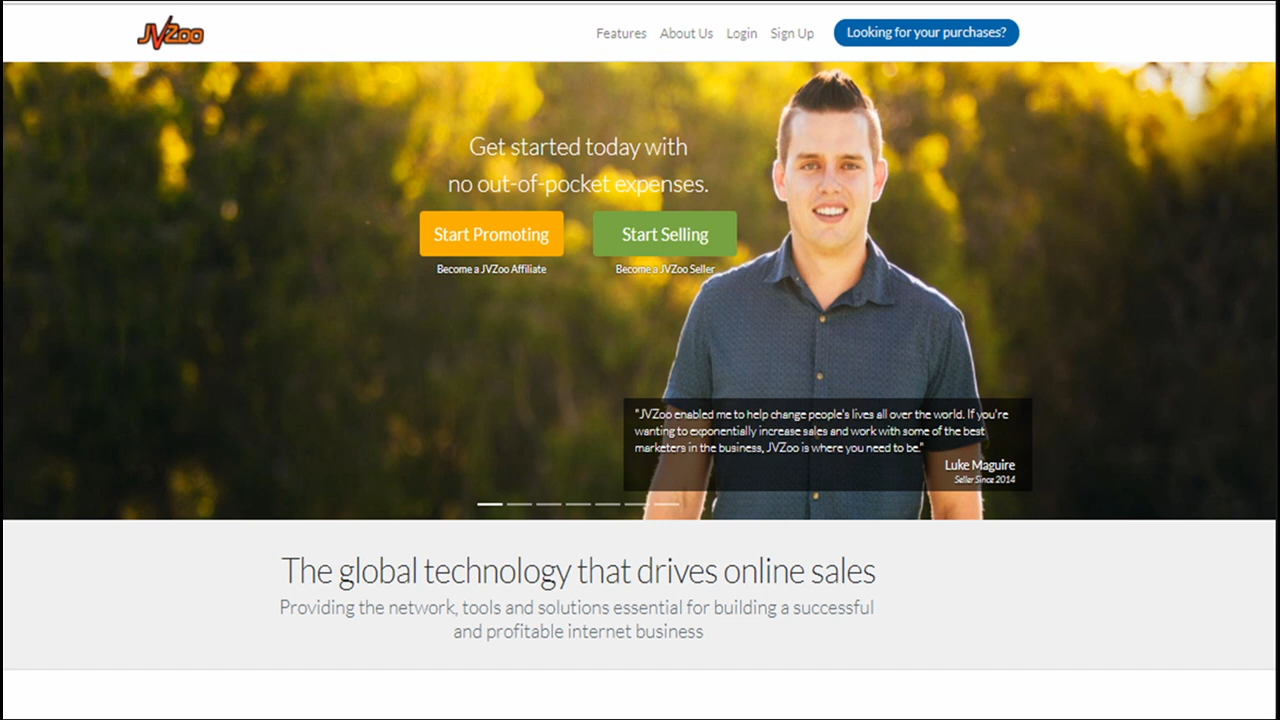 JVZoo
Features About Us Login Sign Up Looking for your purchases?
Get started today with
no out-of-pocket expenses.
Start Promoting Start Selling
Become a JVZoo Affiliate Become a JVZoo Seller
"JVZoo enabled me to help change people's lives all over the world. If you're
wanting to exponentially increase sales and work with some of the best
marketers in the business, JVZoo is where you need to be."
Luke Maguire
Seller Since 2014
The global technology that drives online sales
Providing the network, tools and solutions essential for building a successful
and profitable internet business